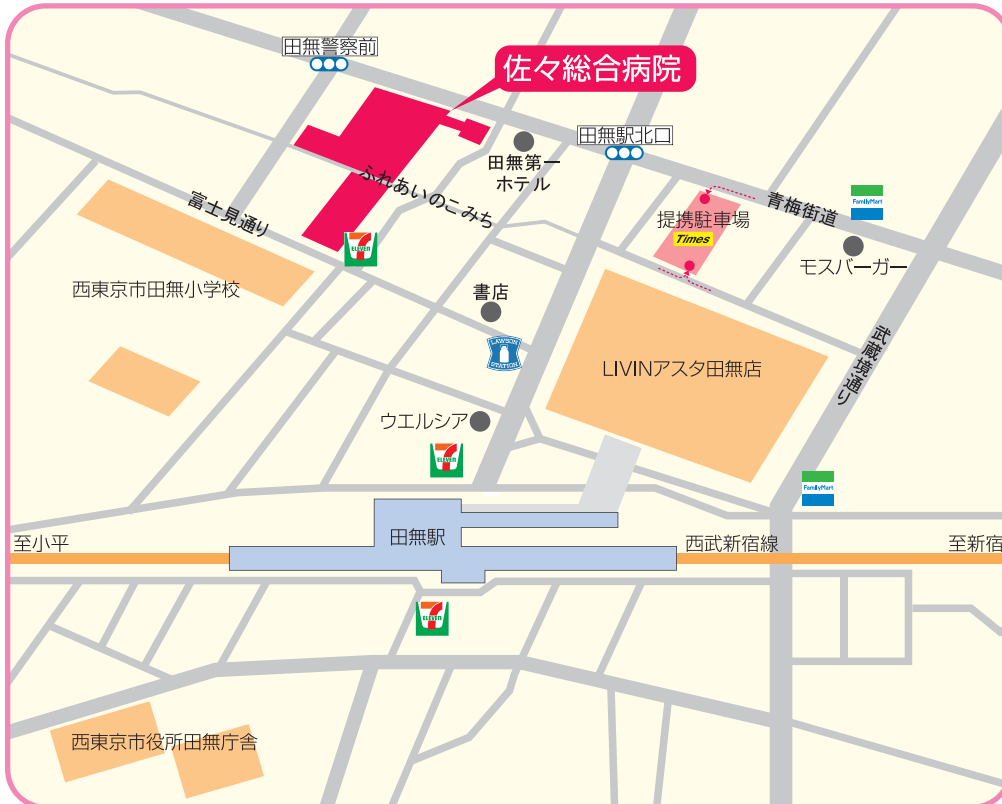 田無警察前
佐々総合病院
田無駅北口
田無第一
ホテル
ふれあいのこみち
富士見通り
青梅街道
FamilyMart
提携駐車場
Times
モスバーガー
7
ELEVEN
西東京市田無小学校
書店
LAWSON
STATION
LIVINアスタ田無店
武蔵境通り
ウエルシア
7
ELEVEN
FamilyMart
至小平
田無駅
西武新宿線
至新宿
7
ELEVEN
西東京市役所田無庁舎